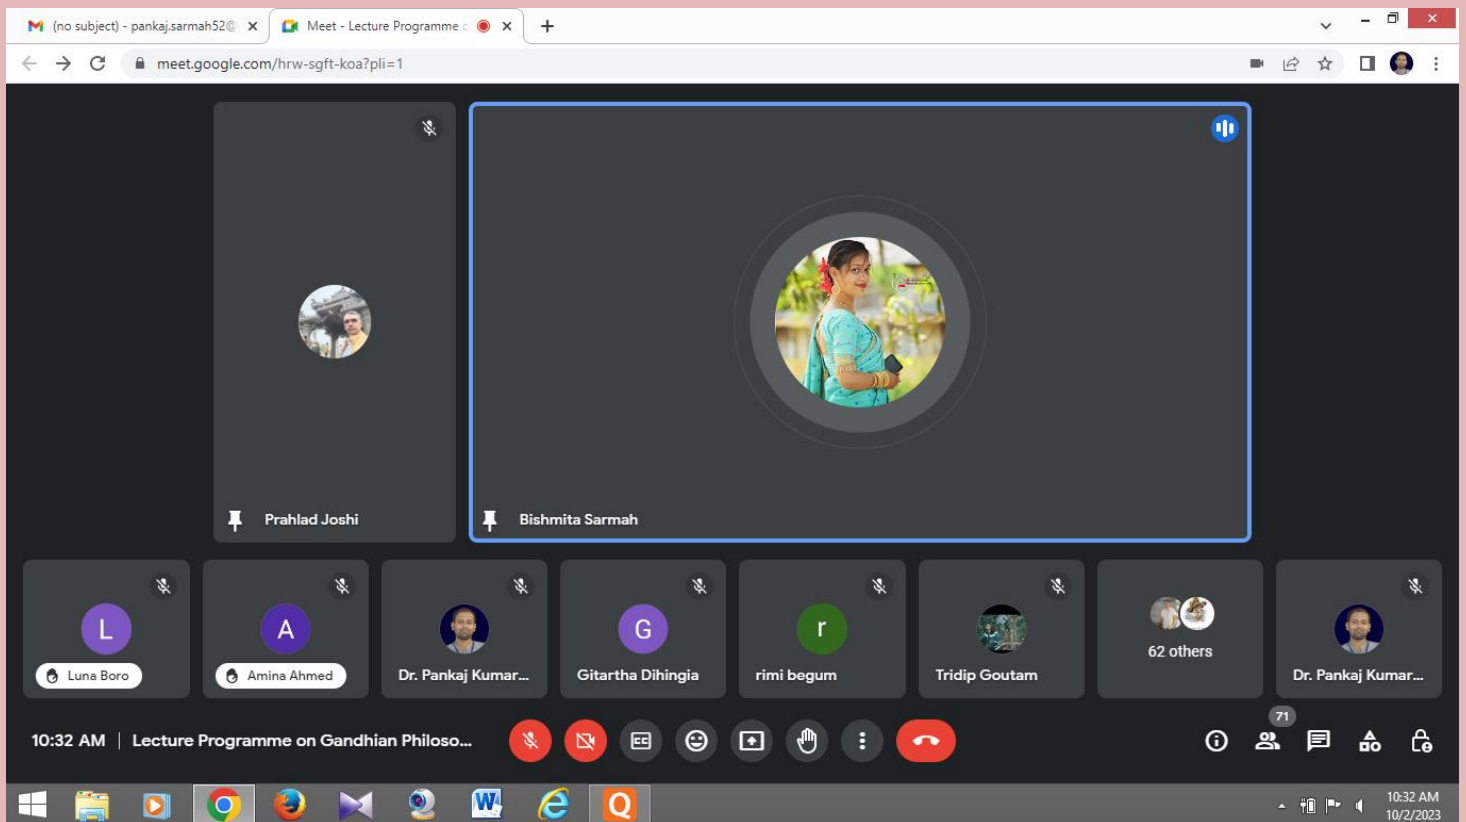 (no subject) - pankaj.sarmah52@
Meet - Lecture Programme o
meet.google.com/hrw-sgft-koa?pli=1
Prahlad Joshi
Bishmita Sarmah
L
A
G
r
Luna Boro
Amina Ahmed
Dr. Pankaj Kumar...
Gitartha Dihingia
rimi begum
Tridip Goutam
62 others
Dr. Pankaj Kumar...
71
10:32 AM | Lecture Programme on Gandhian Philoso...
CC
10:32 AM
10/2/2023